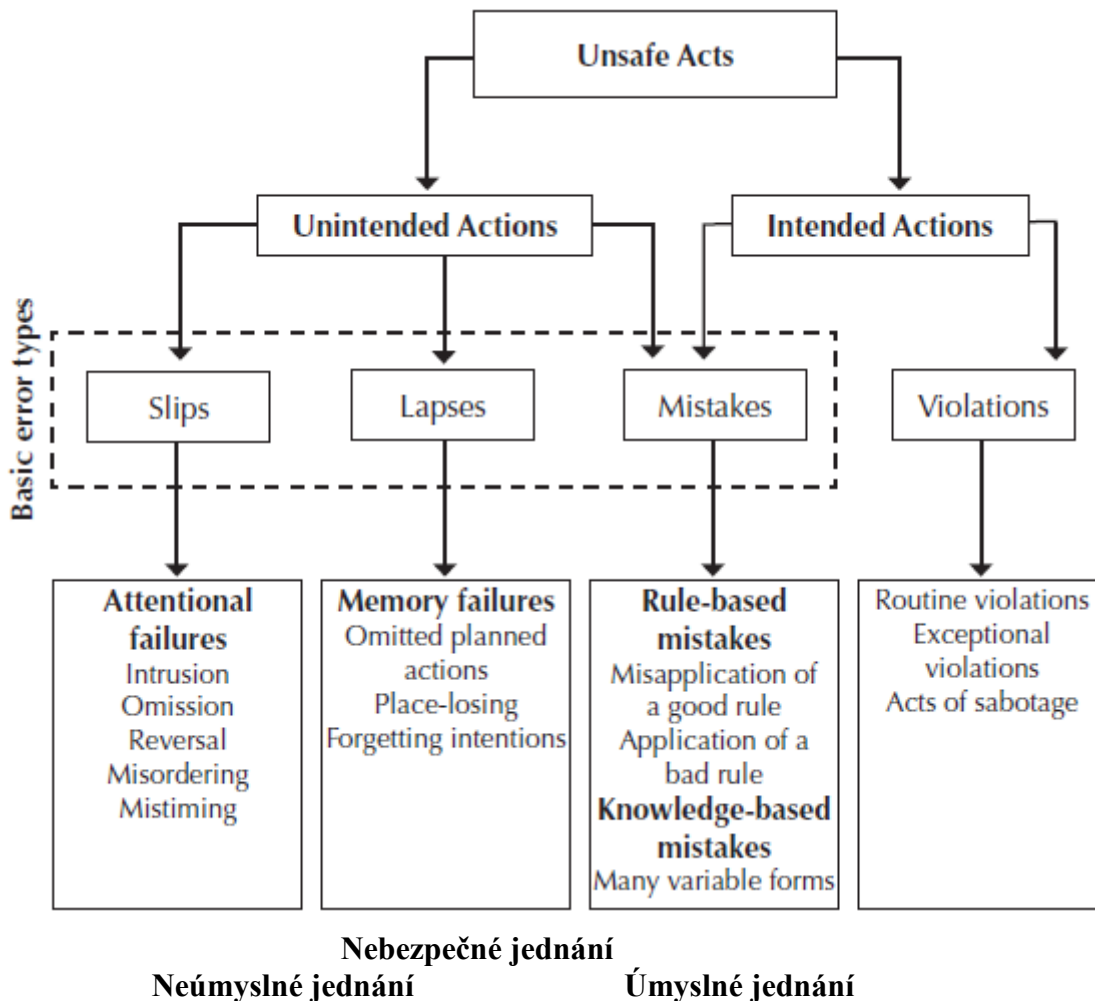 Unsafe Acts
Unintended Actions
Intended Actions
Basic error types
Slips
Lapses
Mistakes
Violations
Attentional
failures
Intrusion
Omission
Reversal
Misordering
Mistiming
Memory failures
Omitted planned
actions
Place-losing
Forgetting intentions
Rule-based
mistakes
Misapplication of
a good rule
Application of a
bad rule
Knowledge-based
mistakes
Many variable forms
Routine violations
Exceptional
violations
Acts of sabotage
Nebezpečné jednání
Neúmyslné jednání
Úmyslné jednání